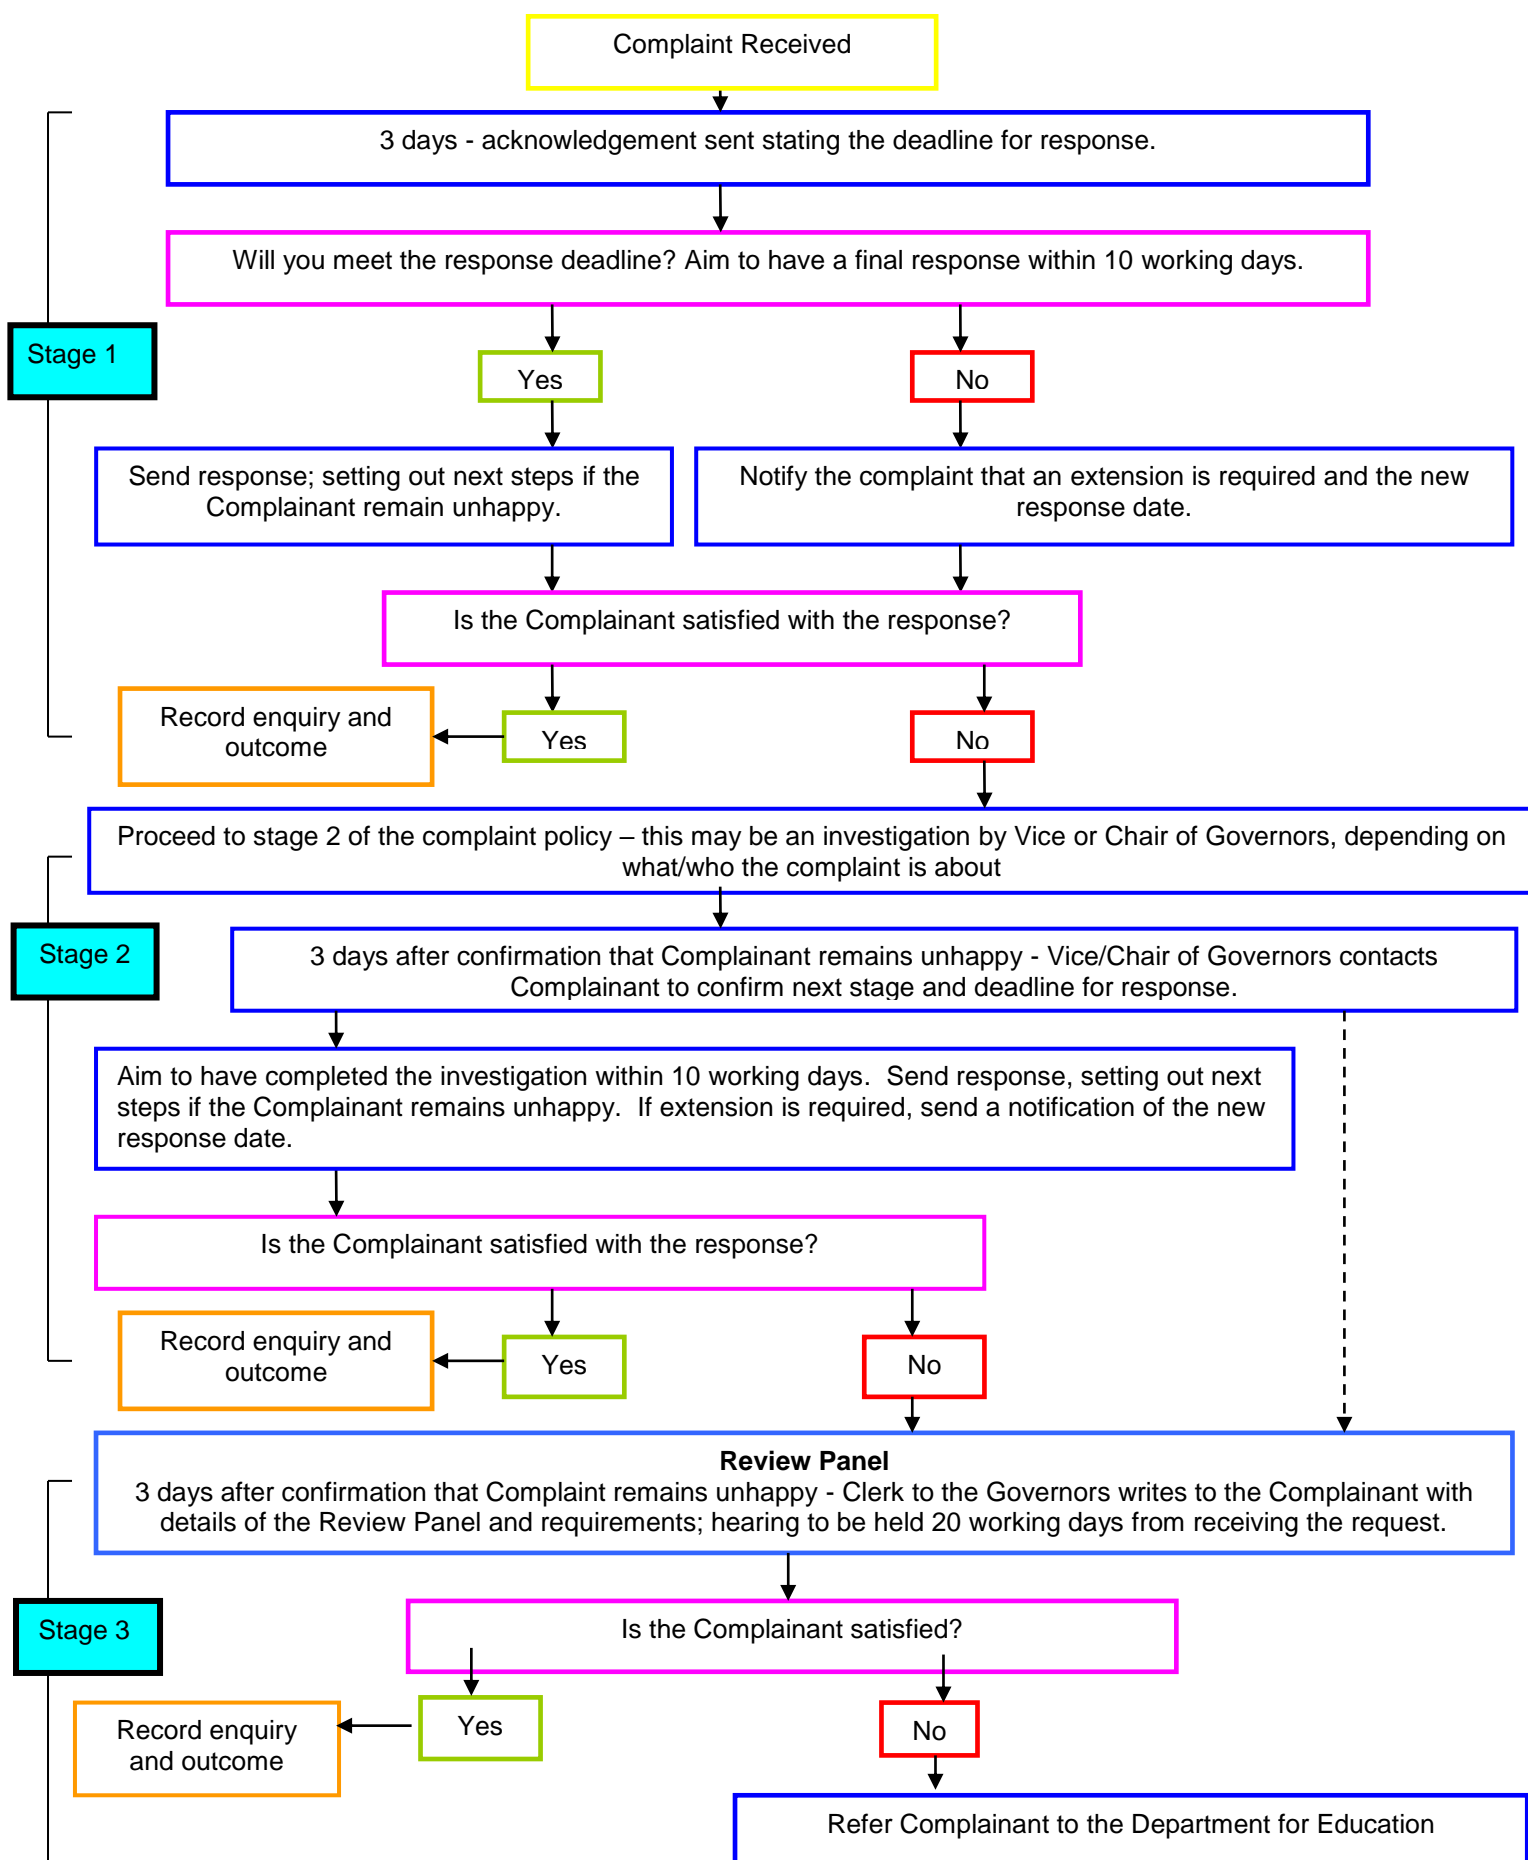 Complaint Received
3 days - acknowledgement sent stating the deadline for response.
Will you meet the response deadline? Aim to have a final response within 10 working days.
Stage 1
Yes
No
Send response; setting out next steps if the
Complainant remain unhappy.
Notify the complaint that an extension is required and the new
response date.
Is the Complainant satisfied with the response?
Record enquiry and
outcome
Yes
No
Proceed to stage 2 of the complaint policy – this may be an investigation by Vice or Chair of Governors, depending on
what/who the complaint is about
Stage 2
3 days after confirmation that Complainant remains unhappy - Vice/Chair of Governors contacts
Complainant to confirm next stage and deadline for response.
Aim to have completed the investigation within 10 working days.  Send response, setting out next
steps if the Complainant remains unhappy.  If extension is required, send a notification of the new
response date.
Is the Complainant satisfied with the response?
Record enquiry and
outcome
Yes
No
Review Panel
3 days after confirmation that Complaint remains unhappy - Clerk to the Governors writes to the Complainant with
details of the Review Panel and requirements; hearing to be held 20 working days from receiving the request.
Stage 3
Is the Complainant satisfied?
Record enquiry
and outcome
Yes
No
Refer Complainant to the Department for Education